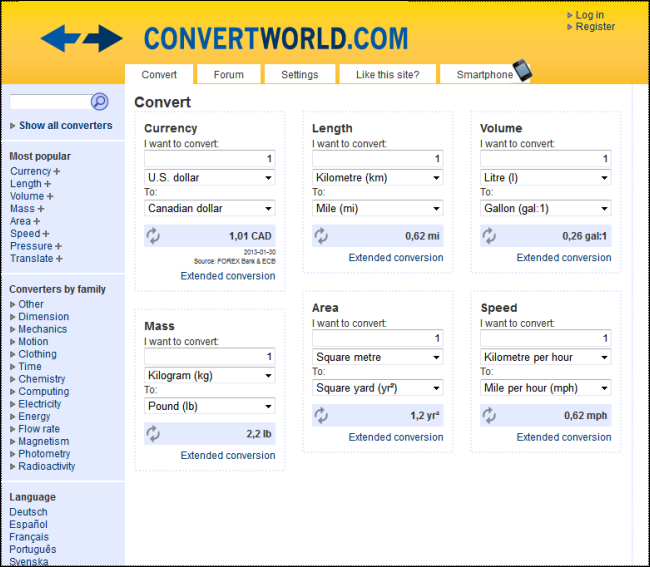 Log in
Register
CONVERTWORLD.COM
Convert
Forum
Settings
Like this site?
Smartphone
Show all converters
Most popular
Currency
Length
Volume
Mass
Area
Speed
Pressure
Translate
Converters by family
Other
Dimension
Mechanics
Motion
Clothing
Time
Chemistry
Computing
Electricity
Energy
Flow rate
Magnetism
Photometry
Radioactivity
Language
Deutsch
Español
Français
Português
Svenska
Convert
Currency
I want to convert:
1
U.S. dollar
To:
Canadian dollar
1,01 CAD
2013-01-30
Source: FOREX Bank & ECB
Extended conversion
Length
I want to convert:
1
Kilometre (km)
To:
Mile (mi)
0,62 mi
Extended conversion
Volume
I want to convert:
1
Litre (l)
To:
Gallon (gal:1)
0,26 gal:1
Extended conversion
Mass
I want to convert:
1
Kilogram (kg)
To:
Pound (lb)
2,2 lb
Extended conversion
Area
I want to convert:
1
Square metre
To:
Square yard (yr²)
1,2 yr²
Extended conversion
Speed
I want to convert:
1
Kilometre per hour
To:
Mile per hour (mph)
0,62 mph
Extended conversion